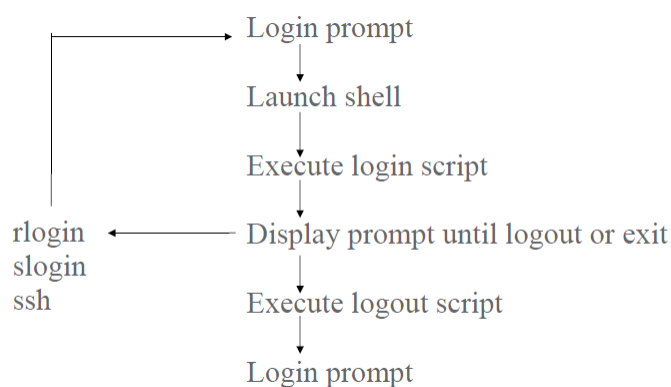 Login prompt
Launch shell
Execute login script
Display prompt until logout or exit
rlogin
slogin
ssh
Execute logout script
Login prompt